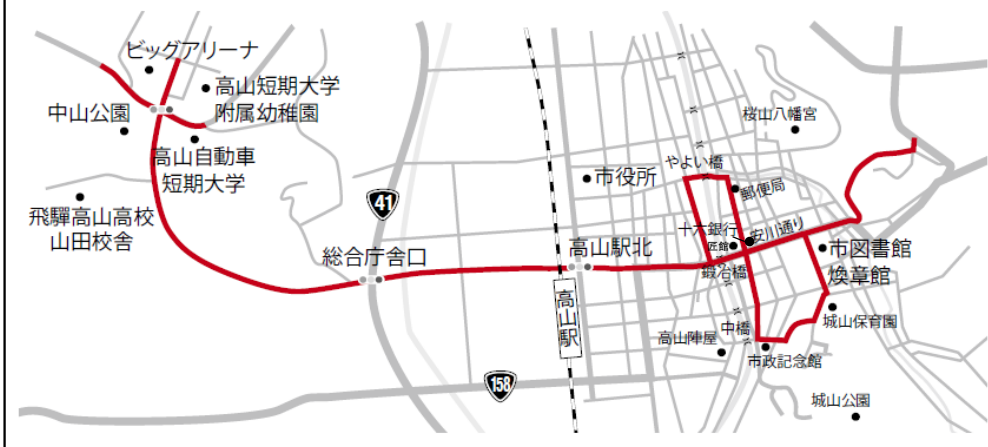 ビッグアリーナ
高山短期大学
附属幼稚園
中山公園
高山自動車
短期大学
飛驒高山高校
山田校舎
41
総合庁舎口
158
高山駅北
高山駅
市役所
やよい橋
桜山八幡宮
郵便局
十六銀行
匠館
安川通り
鍛冶橋
市図書館
煥章館
城山保育園
中橋
高山陣屋
市政記念館
城山公園